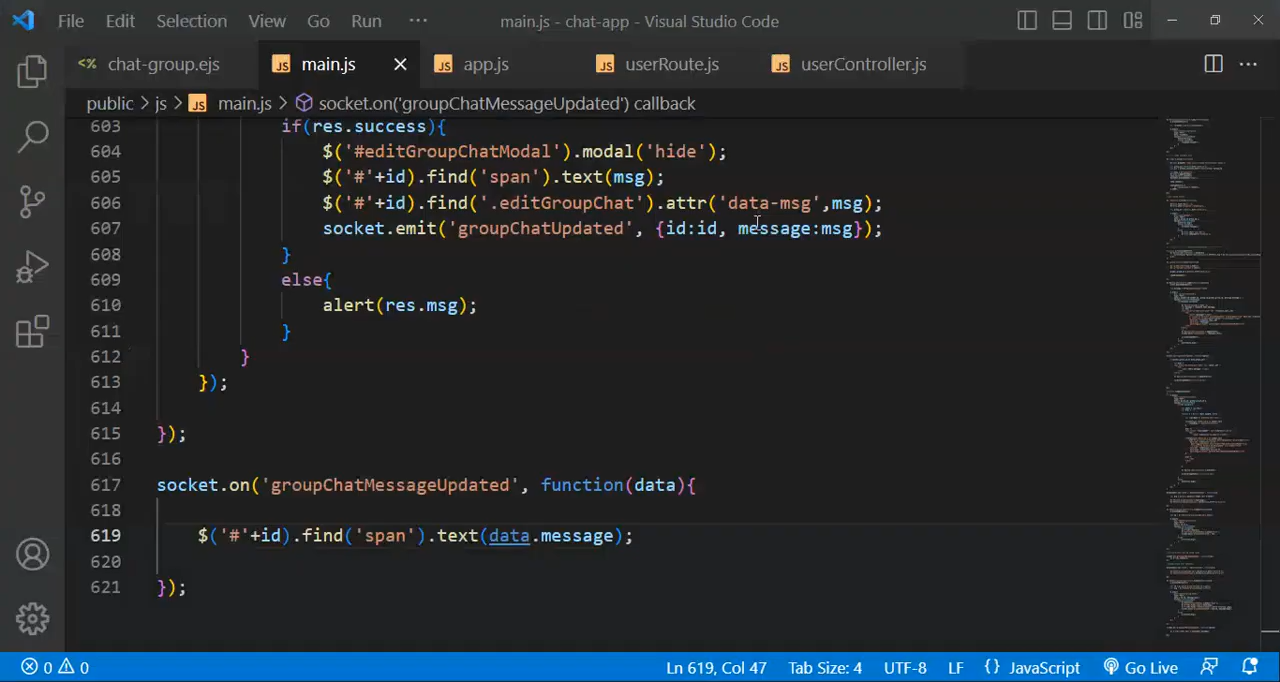 File Edit Selection View Go Run ··· main.js - chat-app - Visual Studio Code
<% chat-group.ejs JS main.js JS app.js JS userRoute.js JS userController.js ···
public > js > JS main.js > socket.on('groupChatMessageUpdated') callback
603 if(res.success){
604 $('#editGroupChatModal').modal('hide');
605 $('#'+id).find('span').text(msg);
606 $('#'+id).find('.editGroupChat').attr('data-msg',msg);
607 socket.emit('groupChatUpdated', {id:id, message:msg});
608 }
609 else{
610 alert(res.msg);
611 }
612 }
613 });
614
615 });
616
617 socket.on('groupChatMessageUpdated', function(data){
618
619 $('#'+id).find('span').text(data.message);
620
621 });
0 0 Ln 619, Col 47 Tab Size: 4 UTF-8 LF {} JavaScript Go Live